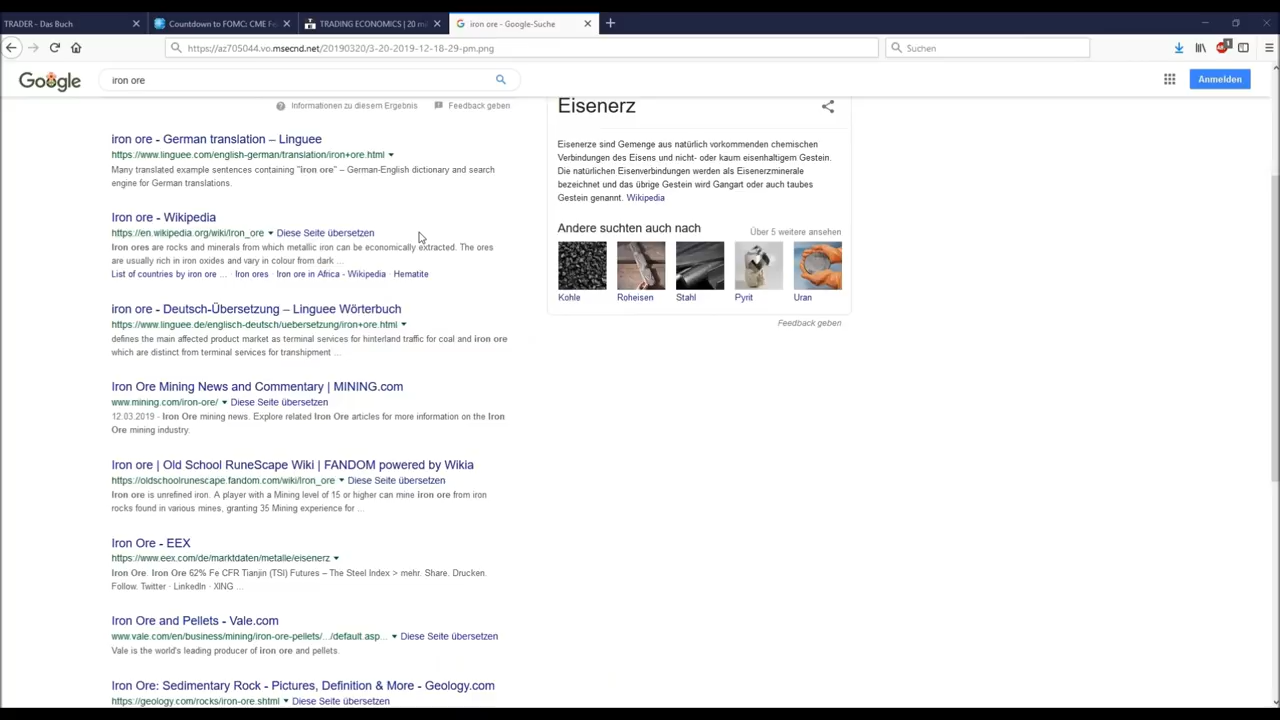 TRADER - Das Buch
Countdown to FOMC: CME Fe
TRADING ECONOMICS | 20 mi
iron ore - Google-Suche
https://az705044.vo.msecnd.net/20190320/3-20-2019-12-18-29-pm.png
Suchen
Google
iron ore
Anmelden
Informationen zu diesem Ergebnis
Feedback geben
iron ore - German translation – Linguee
https://www.linguee.com/english-german/translation/iron+ore.html
Many translated example sentences containing "iron ore" – German-English dictionary and search
engine for German translations.
Iron ore - Wikipedia
https://en.wikipedia.org/wiki/Iron_ore Diese Seite übersetzen
Iron ores are rocks and minerals from which metallic iron can be economically extracted. The ores
are usually rich in iron oxides and vary in colour from dark ...
List of countries by iron ore ... · Iron ores · Iron ore in Africa - Wikipedia · Hematite
iron ore - Deutsch-Übersetzung – Linguee Wörterbuch
https://www.linguee.de/englisch-deutsch/uebersetzung/iron+ore.html
defines the main affected product market as terminal services for hinterland traffic for coal and iron ore
which are distinct from terminal services for transhipment ...
Iron Ore Mining News and Commentary | MINING.com
www.mining.com/iron-ore/ Diese Seite übersetzen
12.03.2019 - Iron Ore mining news. Explore related Iron Ore articles for more information on the Iron
Ore mining industry.
Iron ore | Old School RuneScape Wiki | FANDOM powered by Wikia
https://oldschoolrunescape.fandom.com/wiki/Iron_ore Diese Seite übersetzen
Iron ore is unrefined iron. A player with a Mining level of 15 or higher can mine iron ore from iron
rocks found in various mines, granting 35 Mining experience for ...
Iron Ore - EEX
https://www.eex.com/de/marktdaten/metalle/eisenerz
Iron Ore. Iron Ore 62% Fe CFR Tianjin (TSI) Futures – The Steel Index > mehr. Share. Drucken.
Follow. Twitter · LinkedIn · XING ...
Iron Ore and Pellets - Vale.com
www.vale.com/en/business/mining/iron-ore-pellets/.../default.asp... Diese Seite übersetzen
Vale is the world's leading producer of iron ore and pellets.
Iron Ore: Sedimentary Rock - Pictures, Definition & More - Geology.com
https://geology.com/rocks/iron-ore.shtml Diese Seite übersetzen
Eisenerz
Eisenerze sind Gemenge aus natürlich vorkommenden chemischen
Verbindungen des Eisens und nicht- oder kaum eisenhaltigem Gestein.
Die natürlichen Eisenverbindungen werden als Eisenerzminerale
bezeichnet und das übrige Gestein wird Gangart oder auch taubes
Gestein genannt. Wikipedia
Andere suchten auch nach
Über 5 weitere ansehen
Kohle
Roheisen
Stahl
Pyrit
Uran
Feedback geben